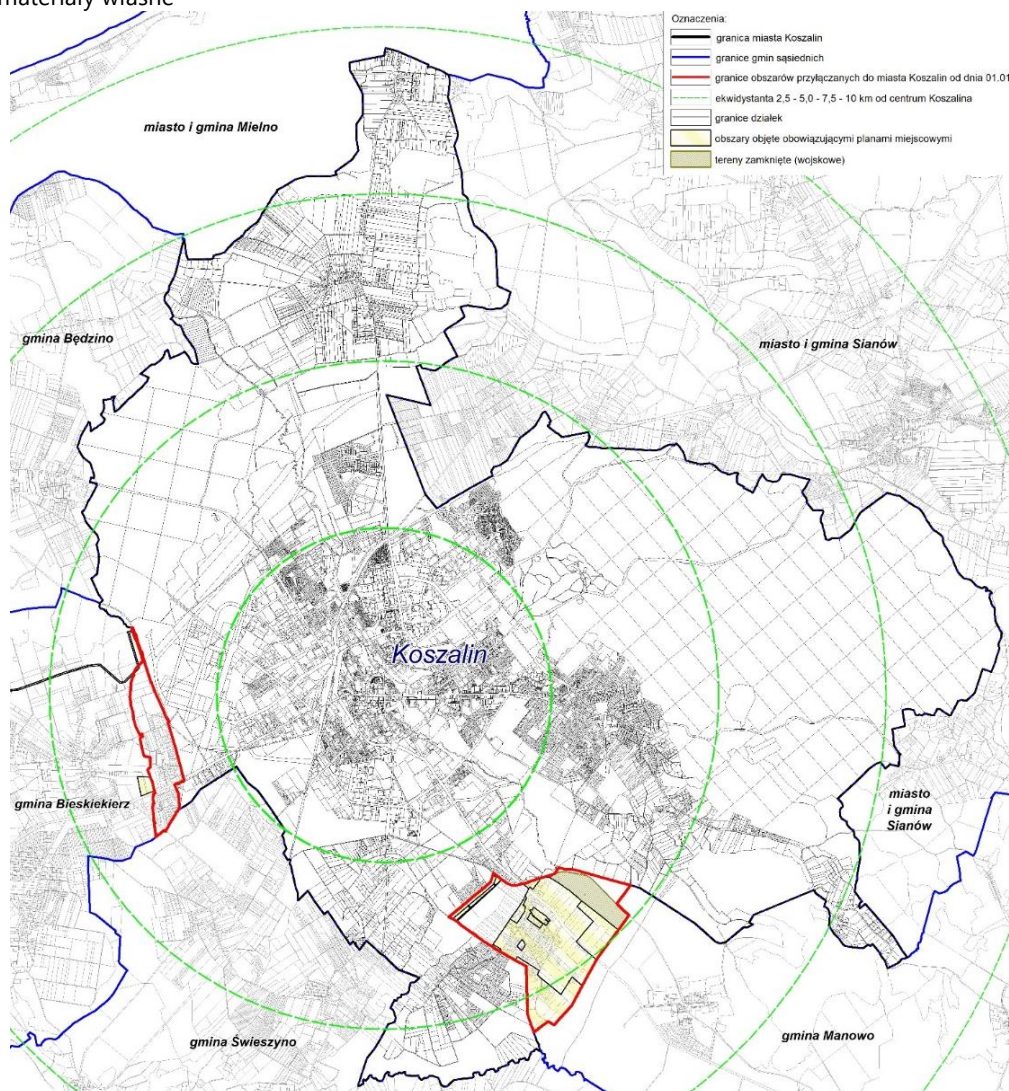 materiały własne
Oznaczenia:
granica miasta Koszalin
granice gmin sąsiednich
granice obszarów przyłączanych do miasta Koszalin od dnia 01.01
ekwidystanta 2,5 - 5,0 - 7,5 - 10 km od centrum Koszalina
granice działek
obszary objęte obowiązującymi planami miejscowymi
tereny zamknięte (wojskowe)
miasto i gmina Mielno
gmina Będzino
miasto i gmina Sianów
Koszalin
gmina Bieskiekierz
miasto
i gmina
Sianów
gmina Świeszyno
gmina Manowo